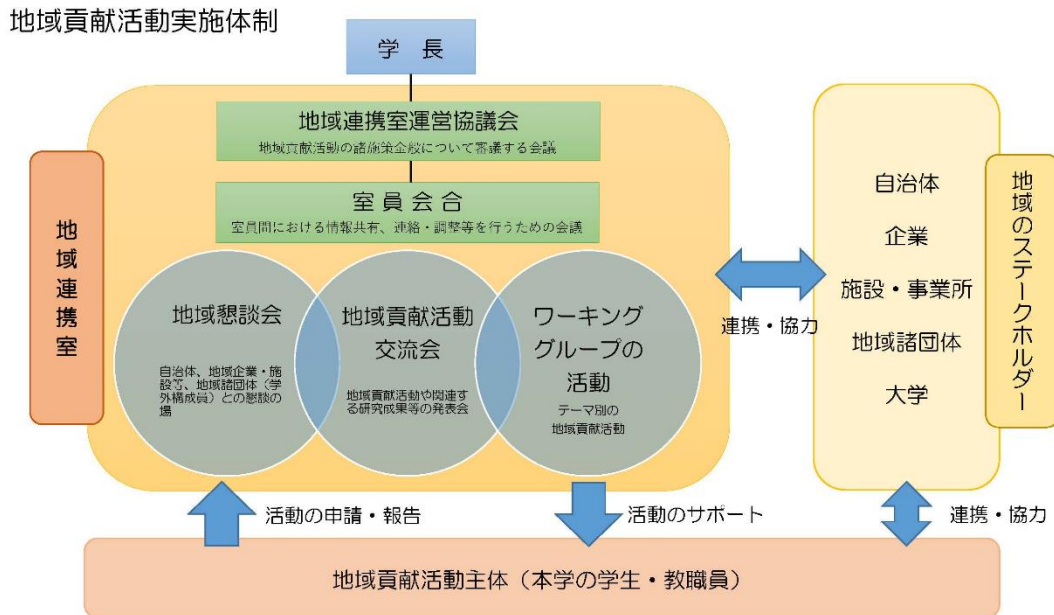 地域貢献活動実施体制
学 長
地域連携室運営協議会
地域貢献活動の諸施策全般について審議する会議
室 員 会 合
室員間における情報共有、連絡・調整等を行うための会議
地域連携室
地域懇談会
自治体、地域企業・施
設等、地域諸団体（学
外構成員）との懇談の
場
地域貢献活動
交流会
地域貢献活動や関連す
る研究成果等の発表会
ワーキング
グループの
活動
テーマ別の
地域貢献活動
連携・協力
自治体
企業
施設・事業所
地域諸団体
大学
地域のステークホルダー
活動の申請・報告
活動のサポート
連携・協力
地域貢献活動主体（本学の学生・教職員）